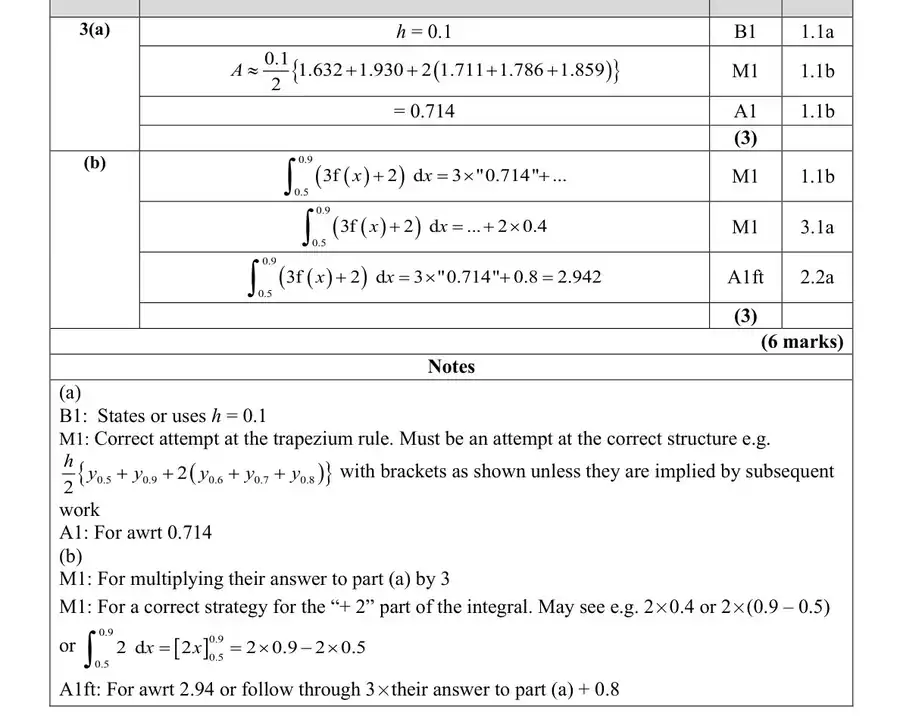 3(a) h = 0.1 B1 1.1a
A ≈ 0.1/2 {1.632+1.930+2(1.711+1.786+1.859)} M1 1.1b
= 0.714 A1 1.1b
(3)
(b) ∫_{0.5}^{0.9} (3f(x)+2) dx = 3×"0.714"+ ... M1 1.1b
∫_{0.5}^{0.9} (3f(x)+2) dx = ...+2×0.4 M1 3.1a
∫_{0.5}^{0.9} (3f(x)+2) dx = 3×"0.714"+0.8 = 2.942 A1ft 2.2a
(3)
(6 marks)
Notes
(a)
B1: States or uses h = 0.1
M1: Correct attempt at the trapezium rule. Must be an attempt at the correct structure e.g.
h/2 {y_{0.5} + y_{0.9} + 2(y_{0.6} + y_{0.7} + y_{0.8})} with brackets as shown unless they are implied by subsequent
work
A1: For awrt 0.714
(b)
M1: For multiplying their answer to part (a) by 3
M1: For a correct strategy for the “+ 2” part of the integral. May see e.g. 2×0.4 or 2×(0.9 – 0.5)
or ∫_{0.5}^{0.9} 2 dx = [2x]_{0.5}^{0.9} = 2×0.9−2×0.5
A1ft: For awrt 2.94 or follow through 3×their answer to part (a) + 0.8